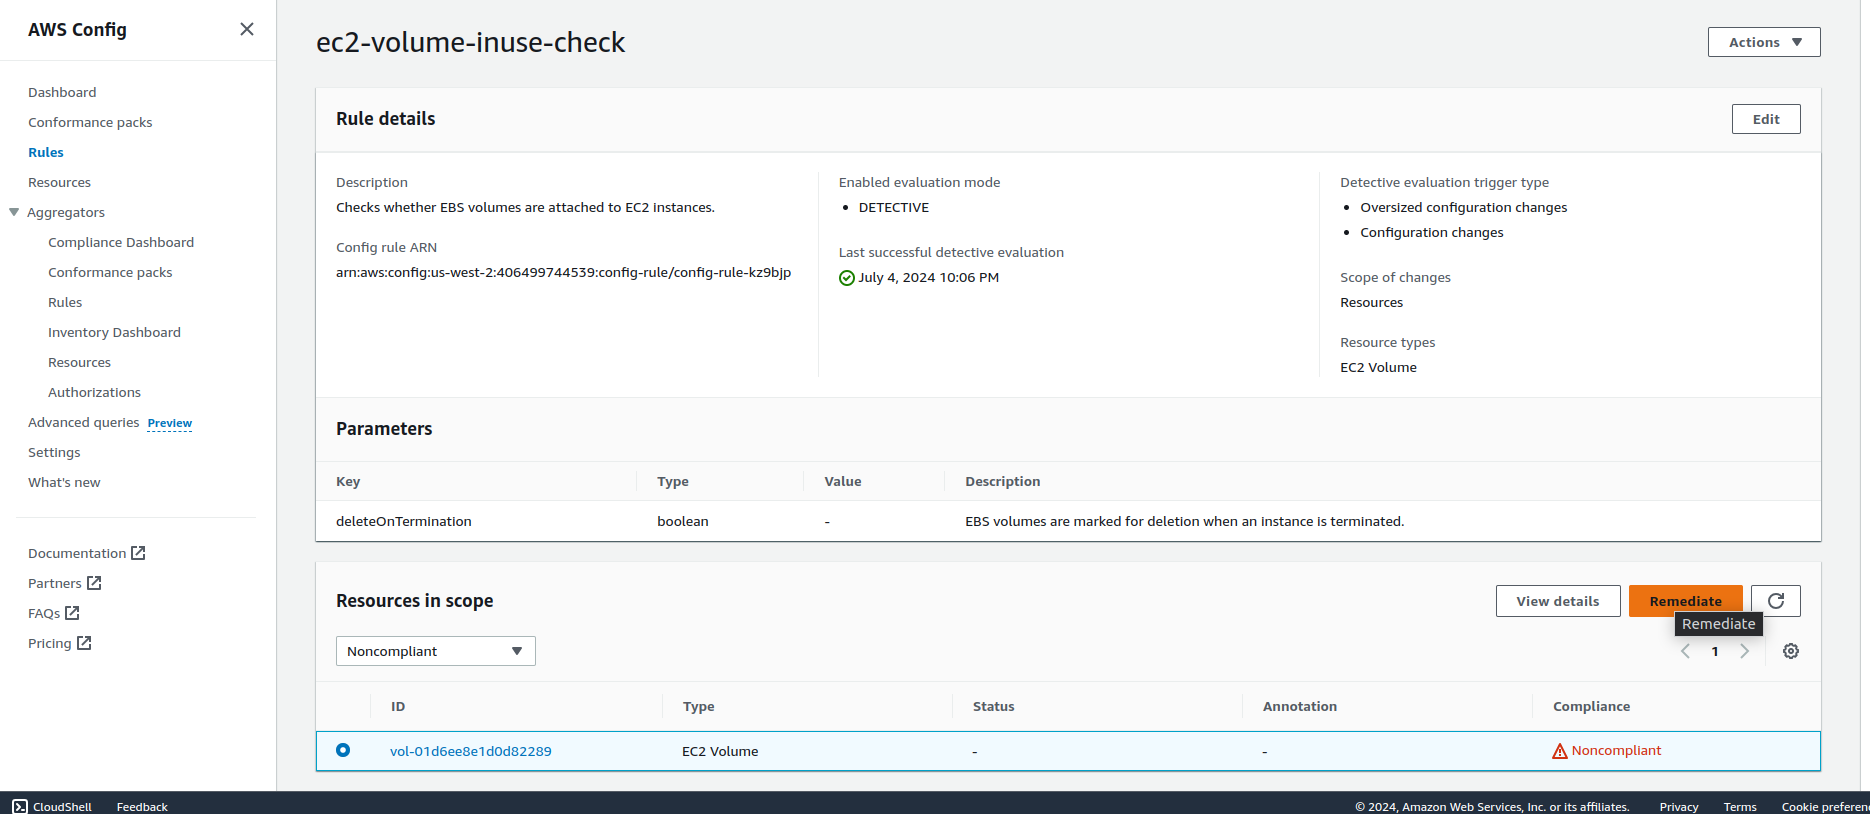 AWS Config
Dashboard
Conformance packs
Rules
Resources
Aggregators
Compliance Dashboard
Conformance packs
Rules
Inventory Dashboard
Resources
Authorizations
Advanced queries Preview
Settings
What's new
Documentation
Partners
FAQs
Pricing
ec2-volume-inuse-check
Actions
Rule details
Edit
Description
Checks whether EBS volumes are attached to EC2 instances.
Config rule ARN
arn:aws:config:us-west-2:406499744539:config-rule/config-rule-kz9bjp
Enabled evaluation mode
• DETECTIVE
Last successful detective evaluation
July 4, 2024 10:06 PM
Detective evaluation trigger type
• Oversized configuration changes
• Configuration changes
Scope of changes
Resources
Resource types
EC2 Volume
Parameters
Key Type Value Description
deleteOnTermination boolean - EBS volumes are marked for deletion when an instance is terminated.
Resources in scope
View details Remediate
Remediate
Noncompliant
1
ID Type Status Annotation Compliance
vol-01d6ee8e1d0d82289 EC2 Volume - - Noncompliant
CloudShell Feedback © 2024, Amazon Web Services, Inc. or its affiliates. Privacy Terms Cookie preferen